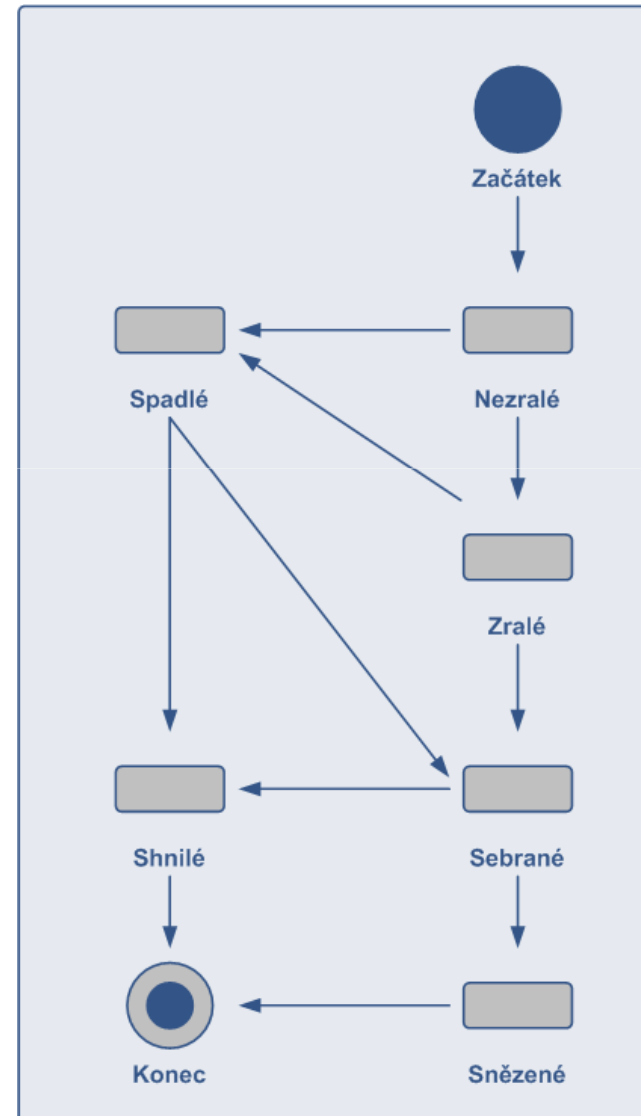 Začátek
Spadlé
Nezralé
Zralé
Shnilé
Sebrané
Konec
Snězené